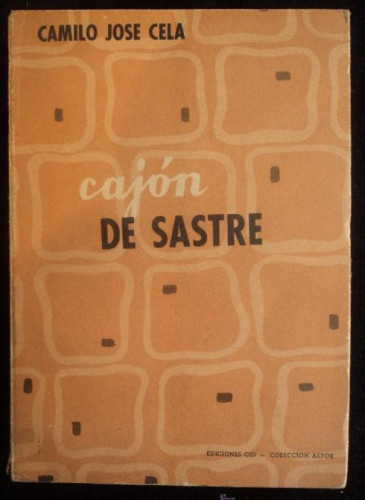 CAMILO JOSE CELA
cajón
DE SASTRE
EDICIONES CID - COLECCION ALTOR